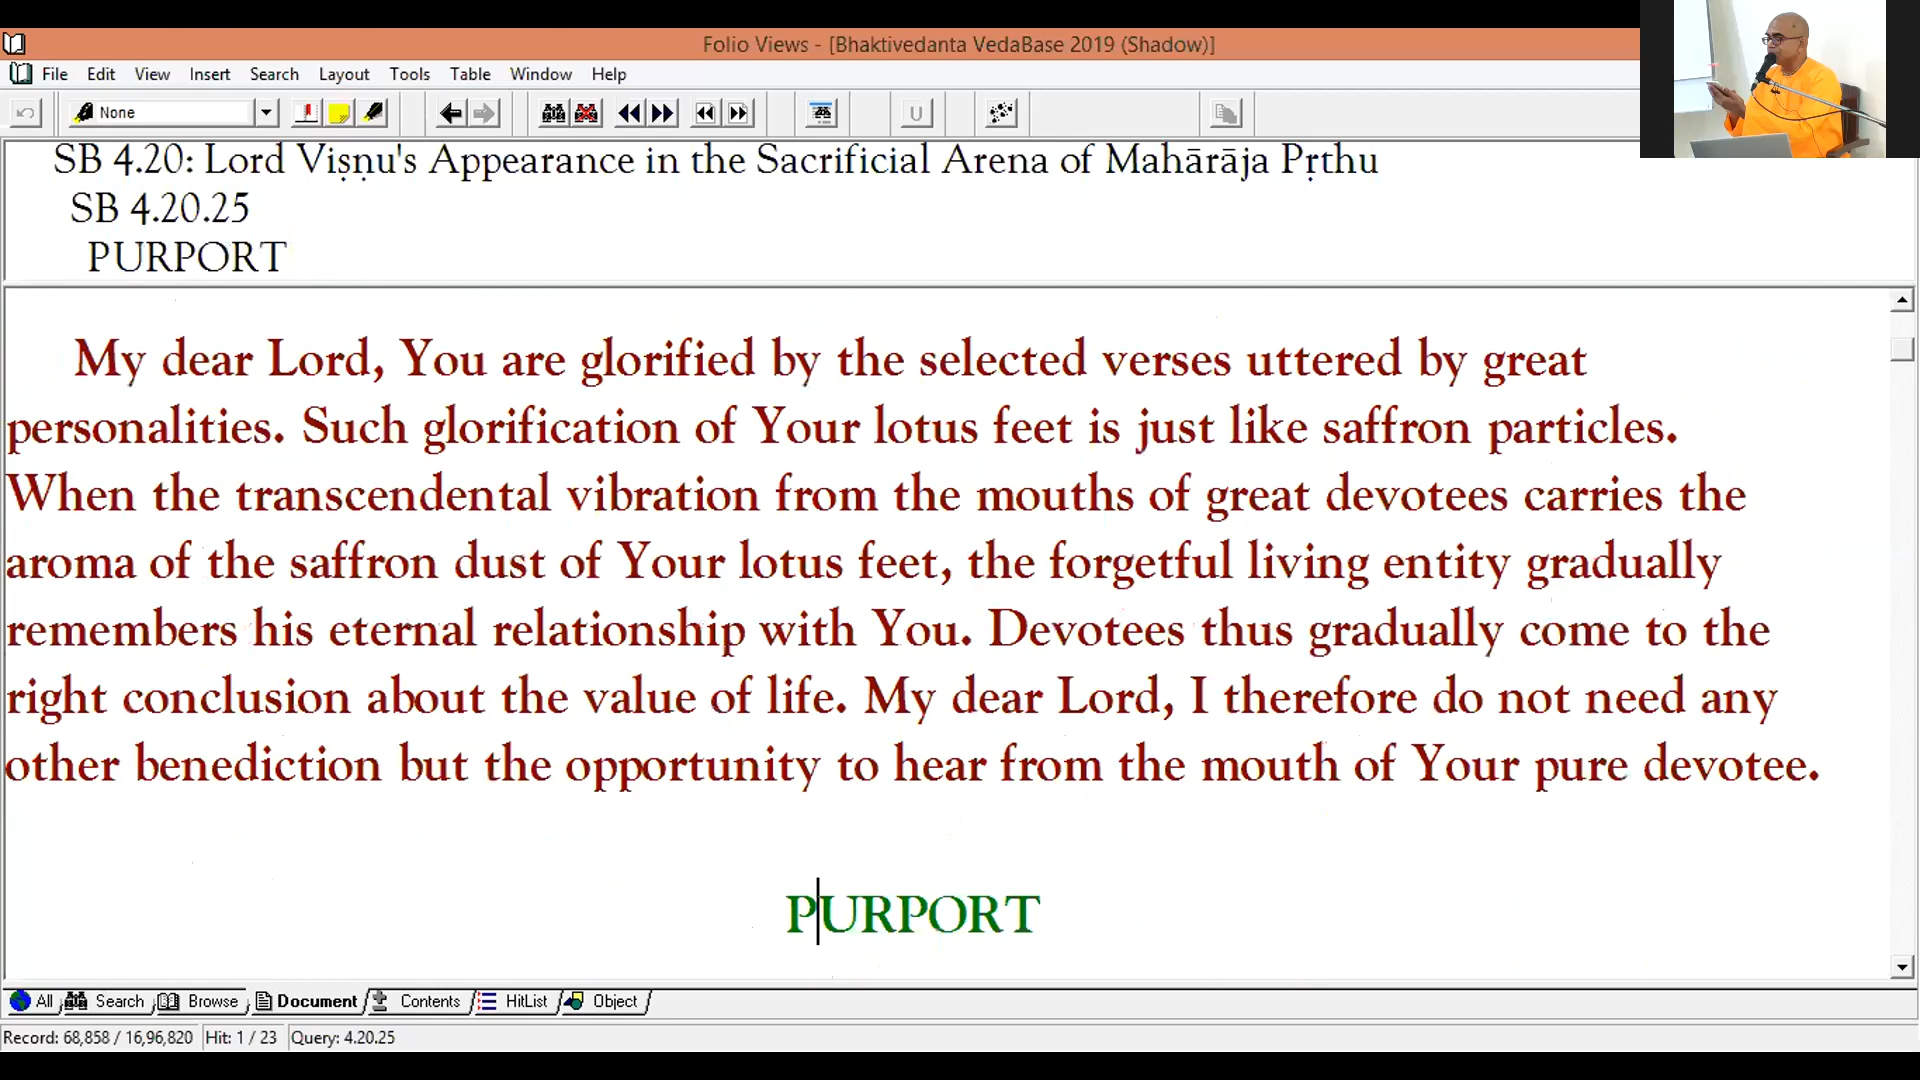 Folio Views - [Bhaktivedanta VedaBase 2019 (Shadow)]
File Edit View Insert Search Layout Tools Table Window Help
None
U
SB 4.20: Lord Viṣṇu's Appearance in the Sacrificial Arena of Mahārāja Pṛthu
SB 4.20.25
PURPORT
My dear Lord, You are glorified by the selected verses uttered by great
personalities. Such glorification of Your lotus feet is just like saffron particles.
When the transcendental vibration from the mouths of great devotees carries the
aroma of the saffron dust of Your lotus feet, the forgetful living entity gradually
remembers his eternal relationship with You. Devotees thus gradually come to the
right conclusion about the value of life. My dear Lord, I therefore do not need any
other benediction but the opportunity to hear from the mouth of Your pure devotee.
PURPORT
All Search Browse Document Contents HitList Object
Record: 68,858 / 16,96,820 Hit: 1 / 23 Query: 4.20.25